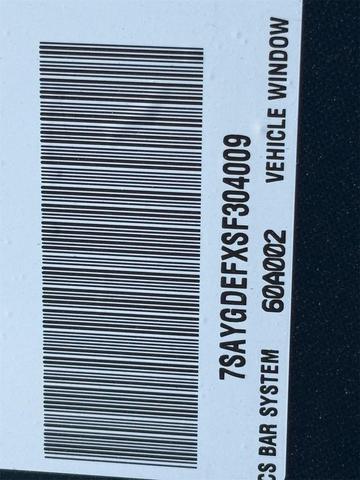 7SAYGDEFXSF304009
CS BAR SYSTEM 60A002 VEHICLE WINDOW